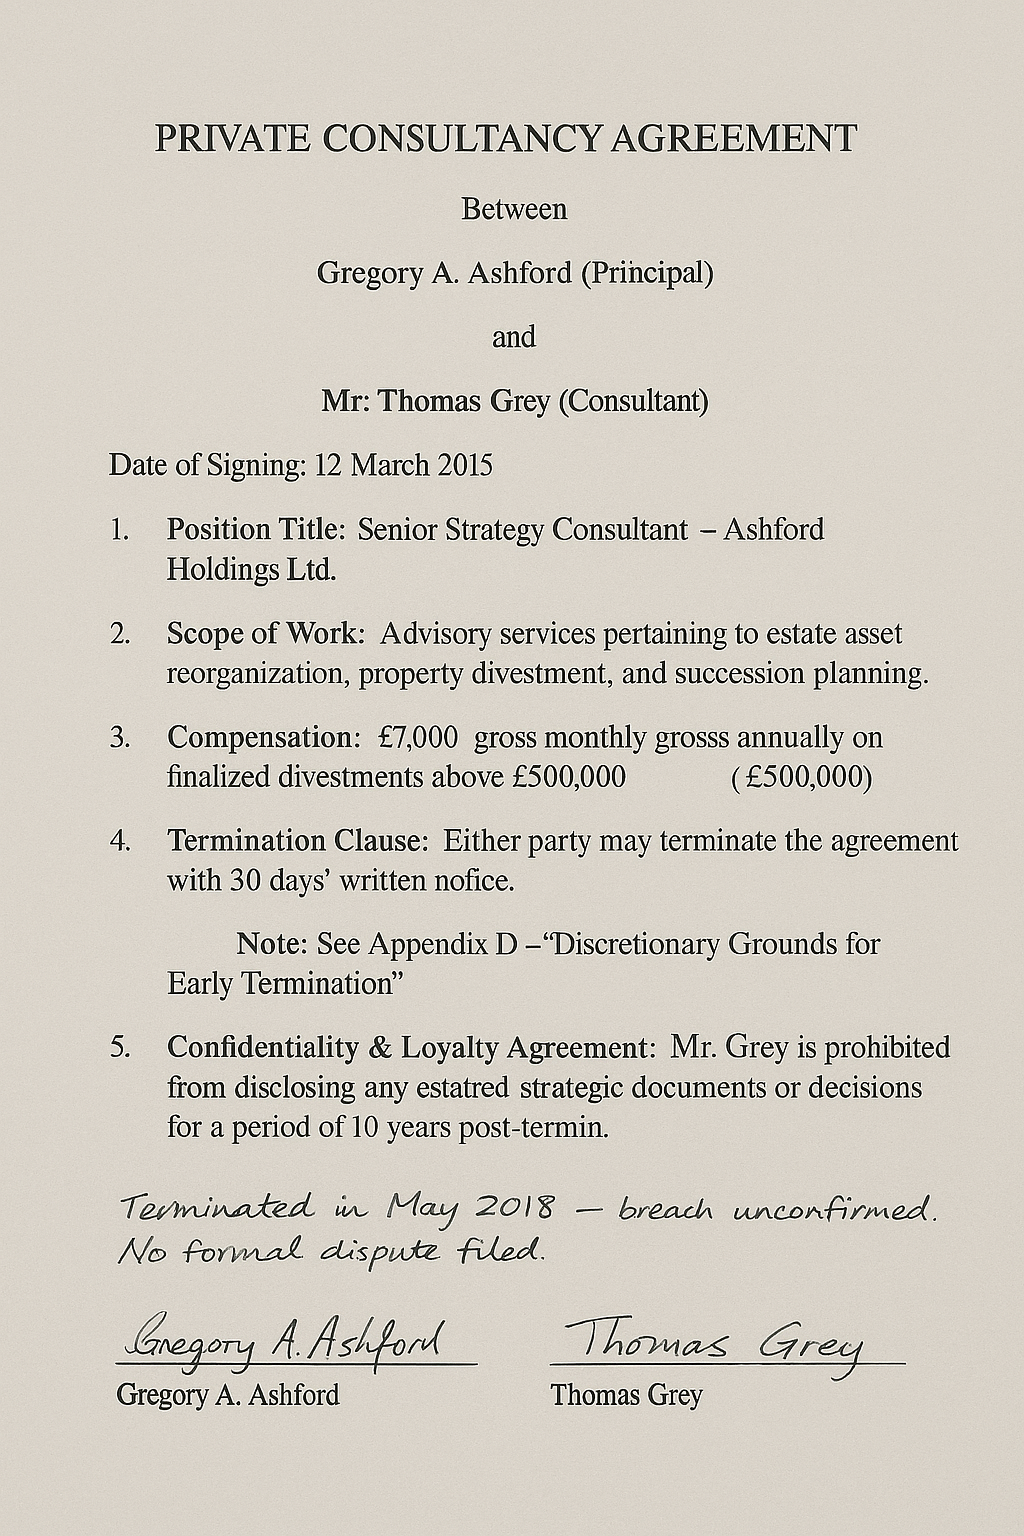 PRIVATE CONSULTANCY AGREEMENT
Between
Gregory A. Ashford (Principal)
and
Mr: Thomas Grey (Consultant)
Date of Signing: 12 March 2015
1. Position Title: Senior Strategy Consultant – Ashford
Holdings Ltd.
2. Scope of Work: Advisory services pertaining to estate asset
reorganization, property divestment, and succession planning.
3. Compensation: £7,000 gross monthly grosss annually on
finalized divestments above £500,000 (£500,000)
4. Termination Clause: Either party may terminate the agreement
with 30 days’ written nofice.
Note: See Appendix D –“Discretionary Grounds for
Early Termination”
5. Confidentiality & Loyalty Agreement: Mr. Grey is prohibited
from disclosing any estatred strategic documents or decisions
for a period of 10 years post-termin.
Terminated in May 2018 — breach unconfirmed.
No formal dispute filed.
Gregory A. Ashford Thomas Grey
Gregory A. Ashford Thomas Grey